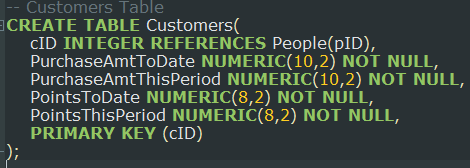 -- Customers Table
CREATE TABLE Customers(
cID INTEGER REFERENCES People(pID),
PurchaseAmtToDate NUMERIC(10,2) NOT NULL,
PurchaseAmtThisPeriod NUMERIC(10,2) NOT NULL,
PointsToDate NUMERIC(8,2) NOT NULL,
PointsThisPeriod NUMERIC(8,2) NOT NULL,
PRIMARY KEY (cID)
);